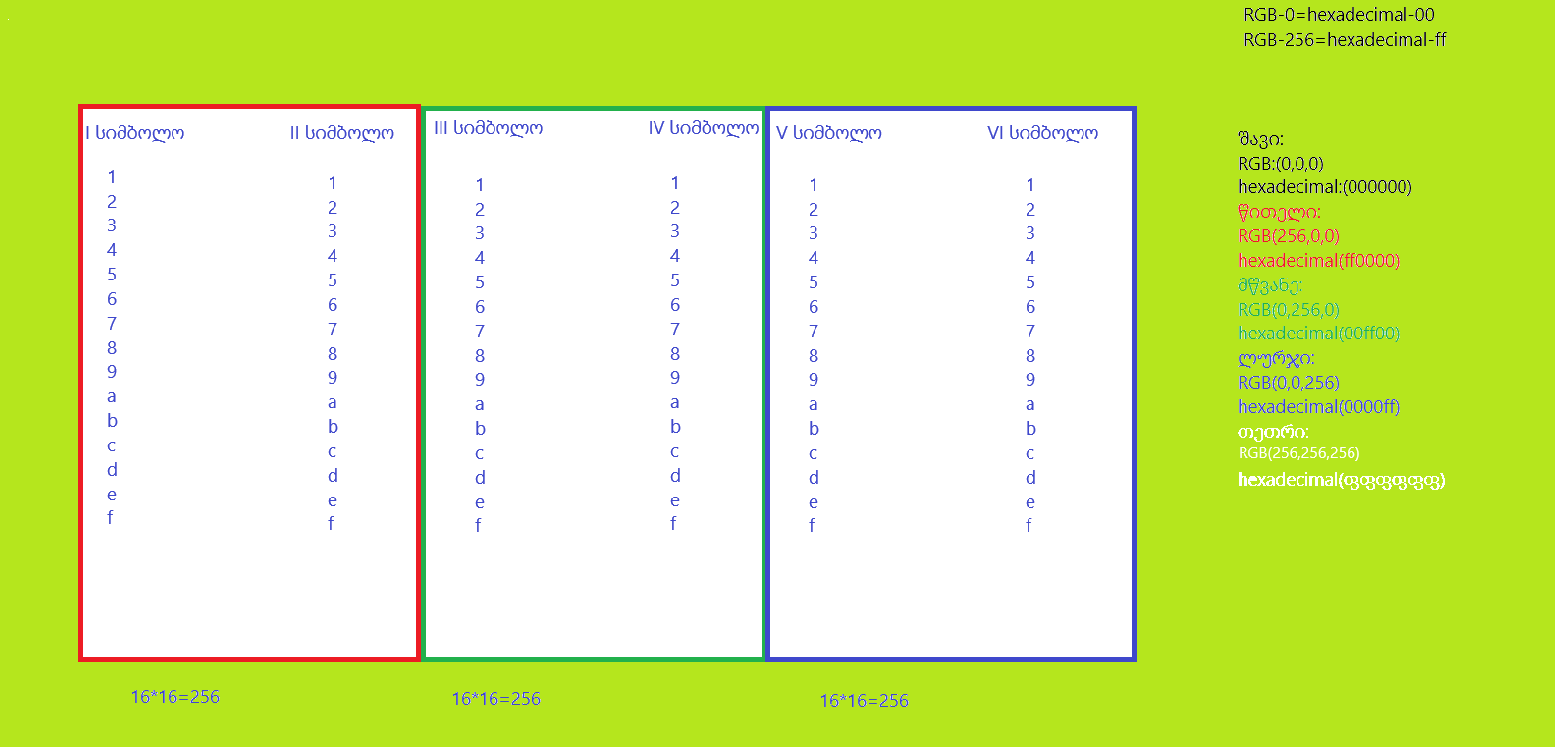 RGB-0=hexadecimal-00
RGB-256=hexadecimal-ff
I სიმბოლო
1
2
3
4
5
6
7
8
9
a
b
c
d
e
f
II სიმბოლო
1
2
3
4
5
6
7
8
9
a
b
c
d
e
f
III სიმბოლო
1
2
3
4
5
6
7
8
9
a
b
c
d
e
f
IV სიმბოლო
1
2
3
4
5
6
7
8
9
a
b
c
d
e
f
V სიმბოლო
1
2
3
4
5
6
7
8
9
a
b
c
d
e
f
VI სიმბოლო
1
2
3
4
5
6
7
8
9
a
b
c
d
e
f
16*16=256
16*16=256
16*16=256
შავი:
RGB:(0,0,0)
hexadecimal:(000000)
წითელი:
RGB(256,0,0)
hexadecimal(ff0000)
მწვანე:
RGB(0,256,0)
hexadecimal(00ff00)
ლურჯი:
RGB(0,0,256)
hexadecimal(0000ff)
თეთრი:
RGB(256,256,256)
hexadecimal(ფფფფფფ)